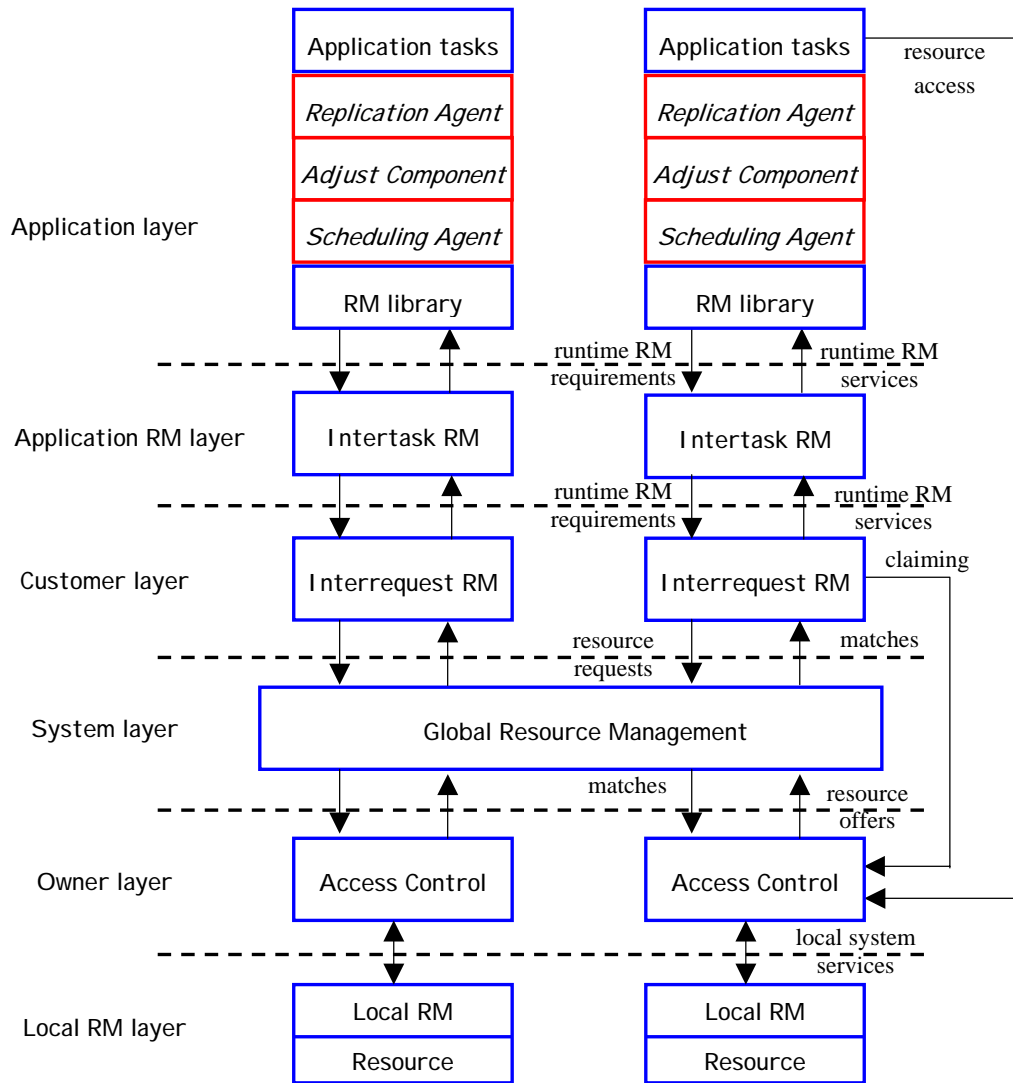 Application tasks
Application tasks
resource
access
Replication Agent
Replication Agent
Adjust Component
Adjust Component
Application layer
Scheduling Agent
Scheduling Agent
RM library
RM library
runtime RM
requirements
runtime RM
services
Application RM layer
Intertask RM
Intertask RM
runtime RM
requirements
runtime RM
services
Customer layer
Interrequest RM
Interrequest RM
claiming
resource
requests
matches
System layer
Global Resource Management
matches
resource
offers
Owner layer
Access Control
Access Control
local system
services
Local RM layer
Local RM
Local RM
Resource
Resource